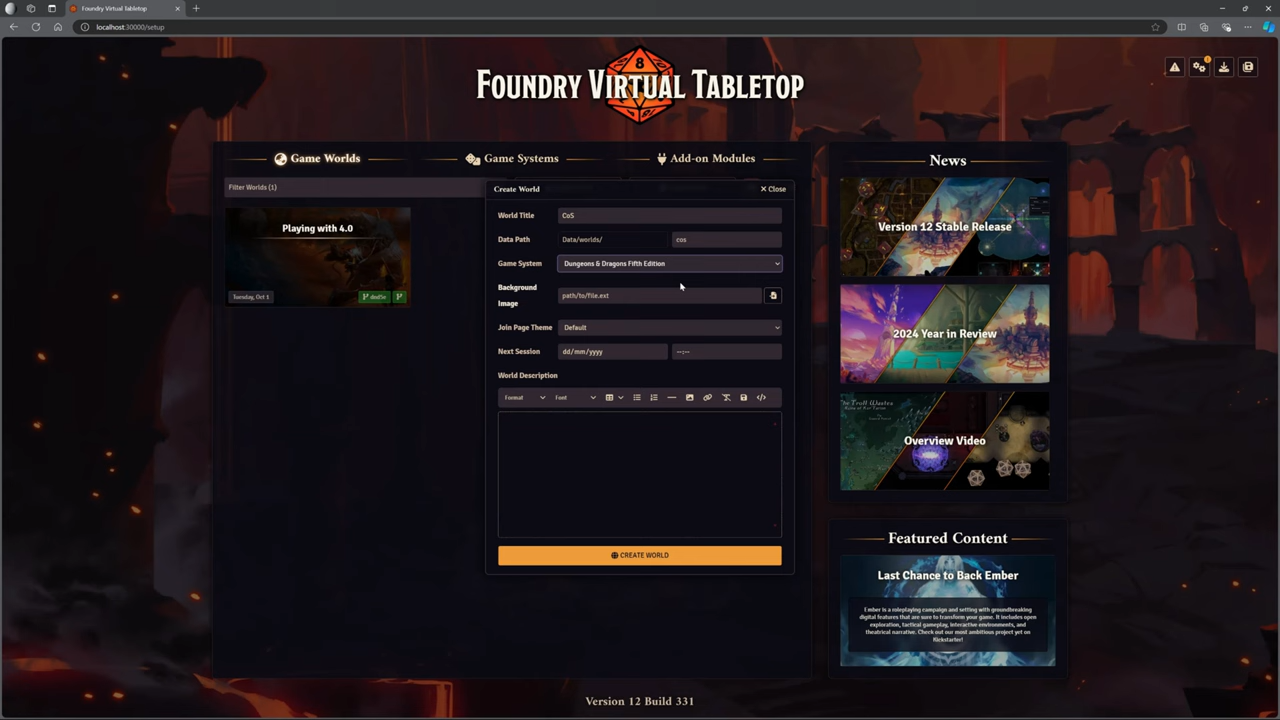 Foundry Virtual Tabletop
localhost:30000/setup
8
FOUNDRY VIRTUAL TABLETOP
Game Worlds
Game Systems
Add-on Modules
Filter Worlds (1)
Playing with 4.0
Tuesday, Oct 1
dnd5e
Create World
Close
World Title
CoS
Data Path
Data/worlds/
cos
Game System
Dungeons & Dragons Fifth Edition
Background
Image
path/to/file.ext
Join Page Theme
Default
Next Session
dd/mm/yyyy
--:--
World Description
Format
Font
CREATE WORLD
News
Version 12 Stable Release
2024 Year in Review
The Troll Wastes
Overview Video
Featured Content
Last Chance to Back Ember
Ember is a roleplaying campaign and setting with groundbreaking
digital features that are sure to transform your game. It includes open
exploration, tactical gameplay, interactive environments, and
theatrical narrative. Check out our most ambitious project yet on
Kickstarter!
Version 12 Build 331